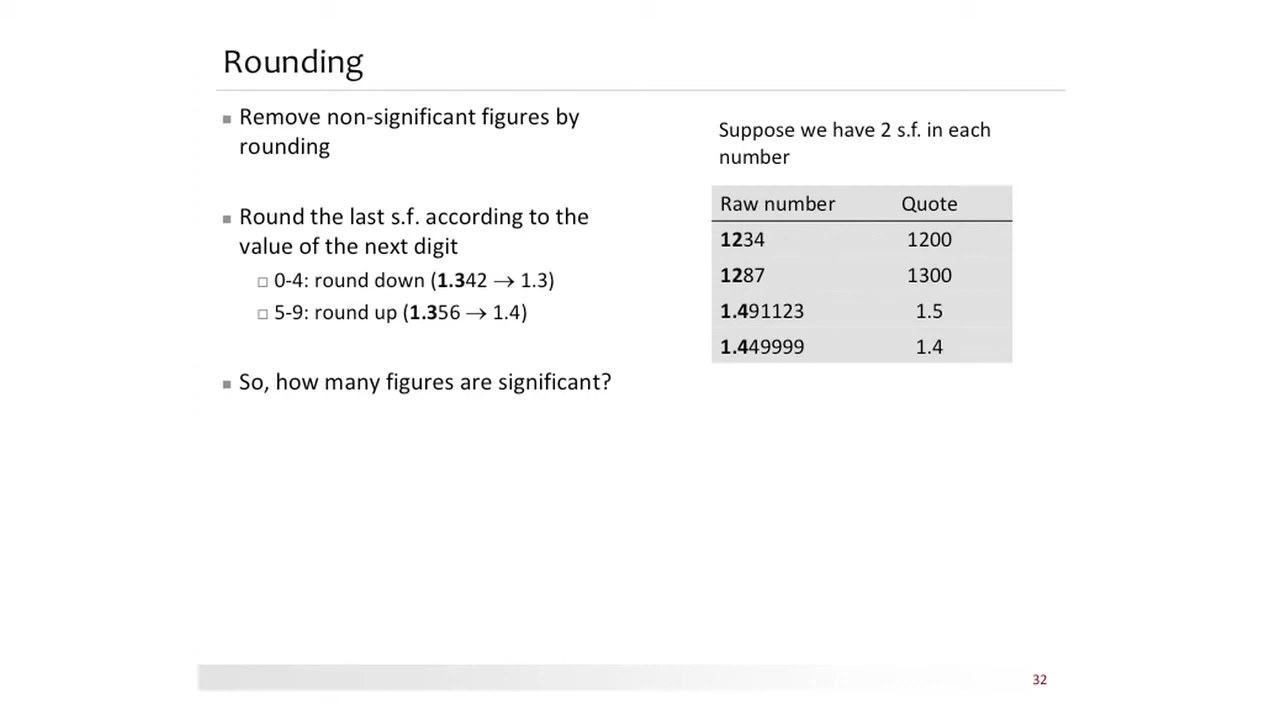 Rounding
Remove non-significant figures by
rounding
Round the last s.f. according to the
value of the next digit
0-4: round down (1.342 → 1.3)
5-9: round up (1.356 → 1.4)
So, how many figures are significant?
Suppose we have 2 s.f. in each
number
Raw number Quote
1234 1200
1287 1300
1.491123 1.5
1.449999 1.4
32